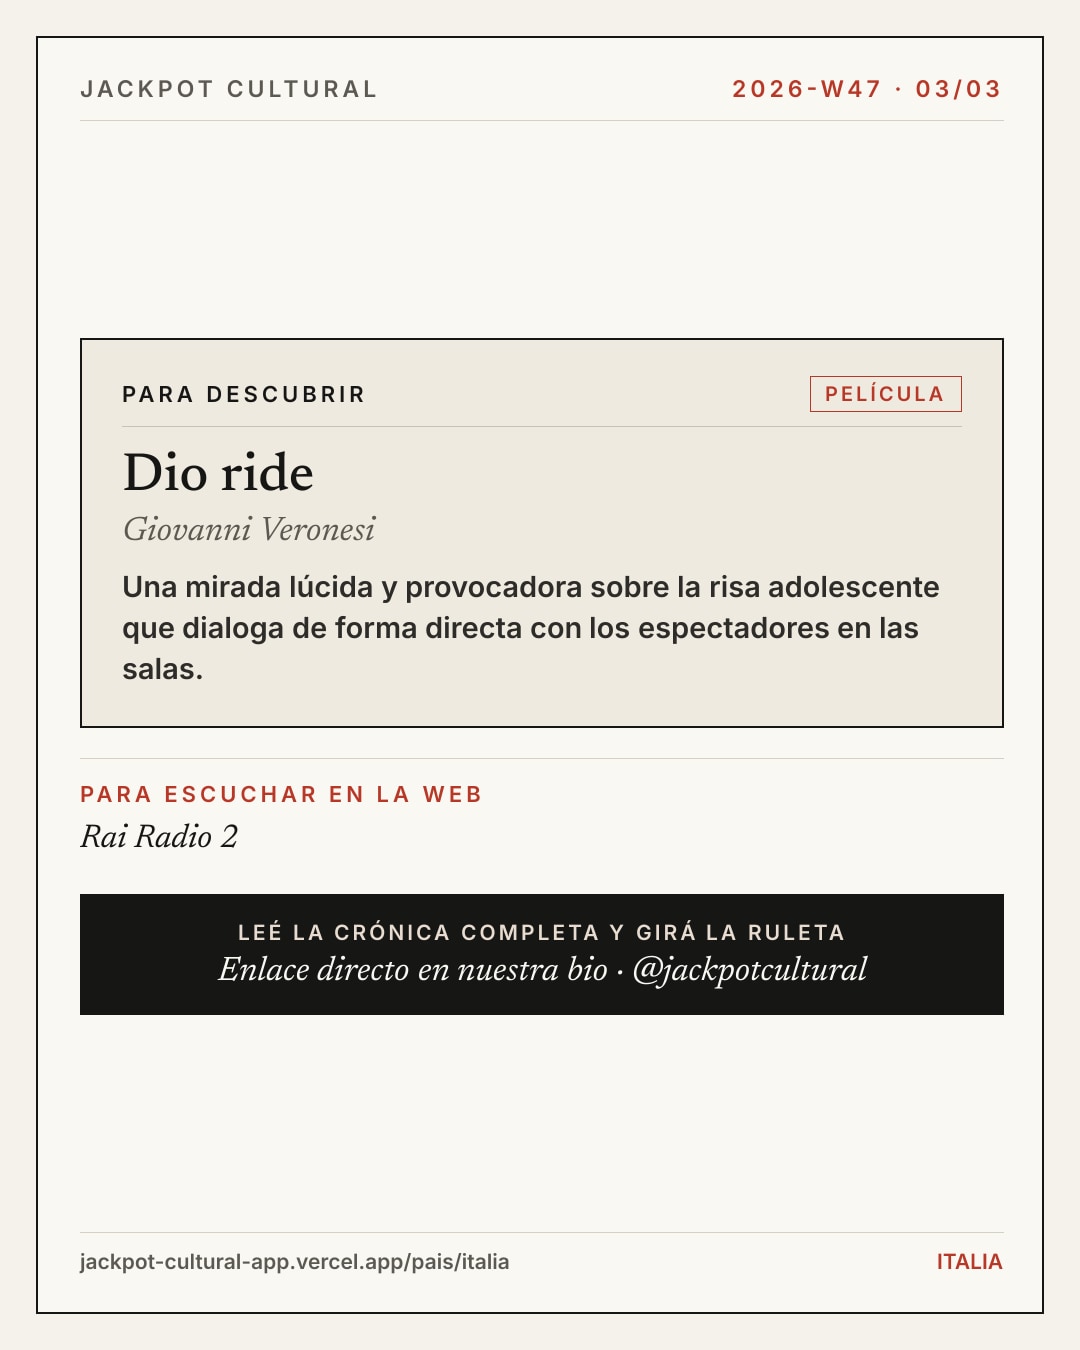 JACKPOT CULTURAL
2026-W47 · 03/03
PARA DESCUBRIR
PELÍCULA
Dio ride
Giovanni Veronesi
Una mirada lúcida y provocadora sobre la risa adolescente
que dialoga de forma directa con los espectadores en las
salas.
PARA ESCUCHAR EN LA WEB
Rai Radio 2
LEÉ LA CRÓNICA COMPLETA Y GIRÁ LA RULETA
Enlace directo en nuestra bio · @jackpotcultural
jackpot-cultural-app.vercel.app/pais/italia
ITALIA